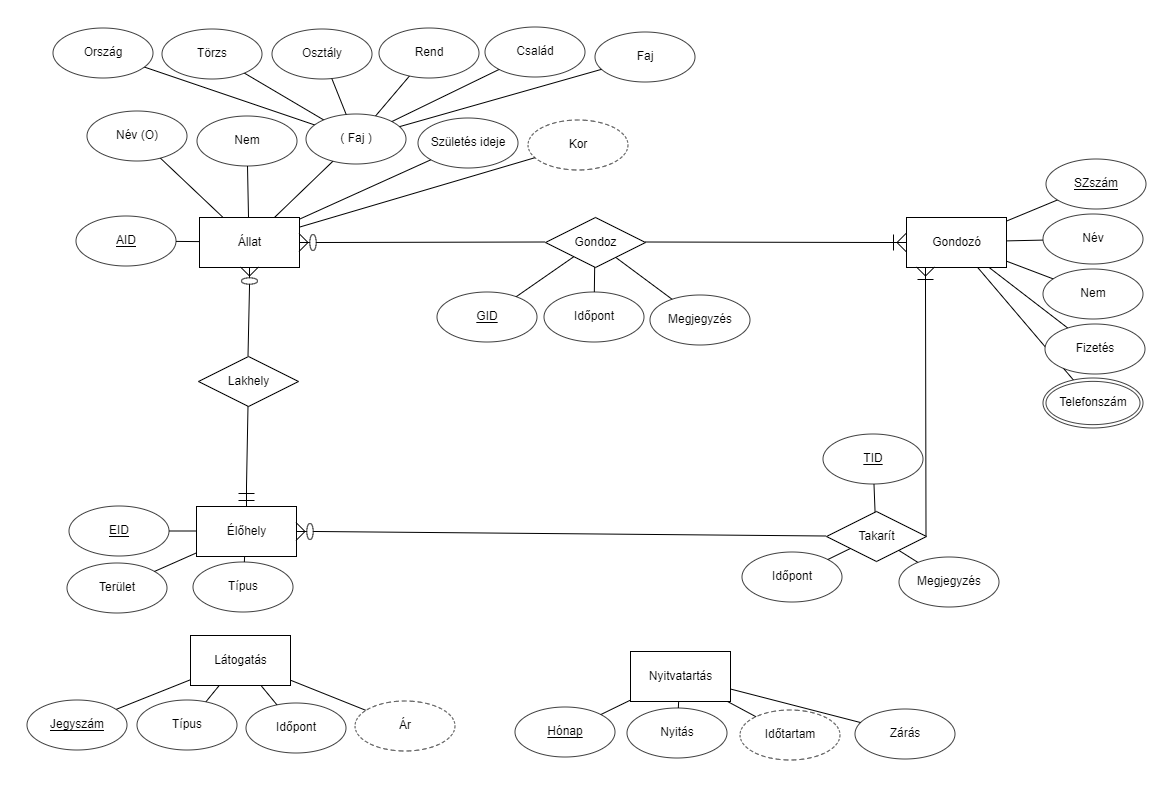 Ország
Törzs
Osztály
Rend
Család
Faj
Név (O)
Nem
( Faj )
Születés ideje
Kor
SZszám
AID
Állat
Gondoz
Gondozó
Név
Nem
GID
Időpont
Megjegyzés
Fizetés
Lakhely
Telefonszám
TID
EID
Élőhely
Takarít
Terület
Típus
Időpont
Megjegyzés
Látogatás
Nyitvatartás
Jegyszám
Típus
Időpont
Ár
Hónap
Nyitás
Időtartam
Zárás